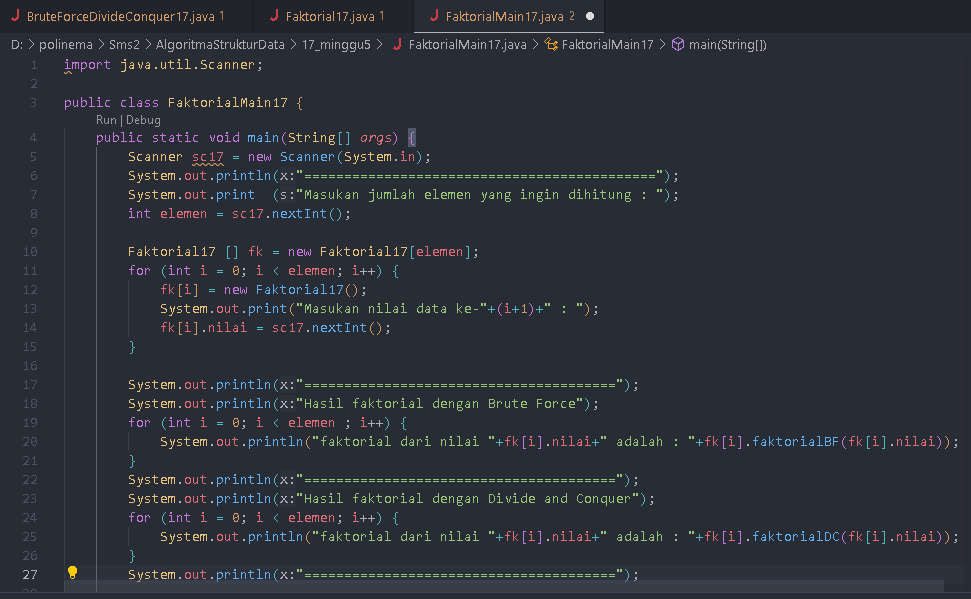 BruteForceDivideConquer17.java 1
Faktorial17.java 1
FaktorialMain17.java 2 ●
D: > polinema > Sms2 > AlgoritmaStrukturData > 17_minggu5 > FaktorialMain17.java > FaktorialMain17 > main(String[])
1 import java.util.Scanner;
2
3 public class FaktorialMain17 {
Run | Debug
4 public static void main(String[] args) {
5 Scanner sc17 = new Scanner(System.in);
6 System.out.println(x:"============================================");
7 System.out.print  (s:"Masukan jumlah elemen yang ingin dihitung : ");
8 int elemen = sc17.nextInt();
9
10 Faktorial17 [] fk = new Faktorial17[elemen];
11 for (int i = 0; i < elemen; i++) {
12 fk[i] = new Faktorial17();
13 System.out.print("Masukan nilai data ke-"+(i+1)+" : ");
14 fk[i].nilai = sc17.nextInt();
15 }
16
17 System.out.println(x:"=======================================");
18 System.out.println(x:"Hasil faktorial dengan Brute Force");
19 for (int i = 0; i < elemen ; i++) {
20 System.out.println("faktorial dari nilai "+fk[i].nilai+" adalah : "+fk[i].faktorialBF(fk[i].nilai));
21 }
22 System.out.println(x:"=======================================");
23 System.out.println(x:"Hasil faktorial dengan Divide and Conquer");
24 for (int i = 0; i < elemen; i++) {
25 System.out.println("faktorial dari nilai "+fk[i].nilai+" adalah : "+fk[i].faktorialDC(fk[i].nilai));
26 }
27 System.out.println(x:"=======================================");